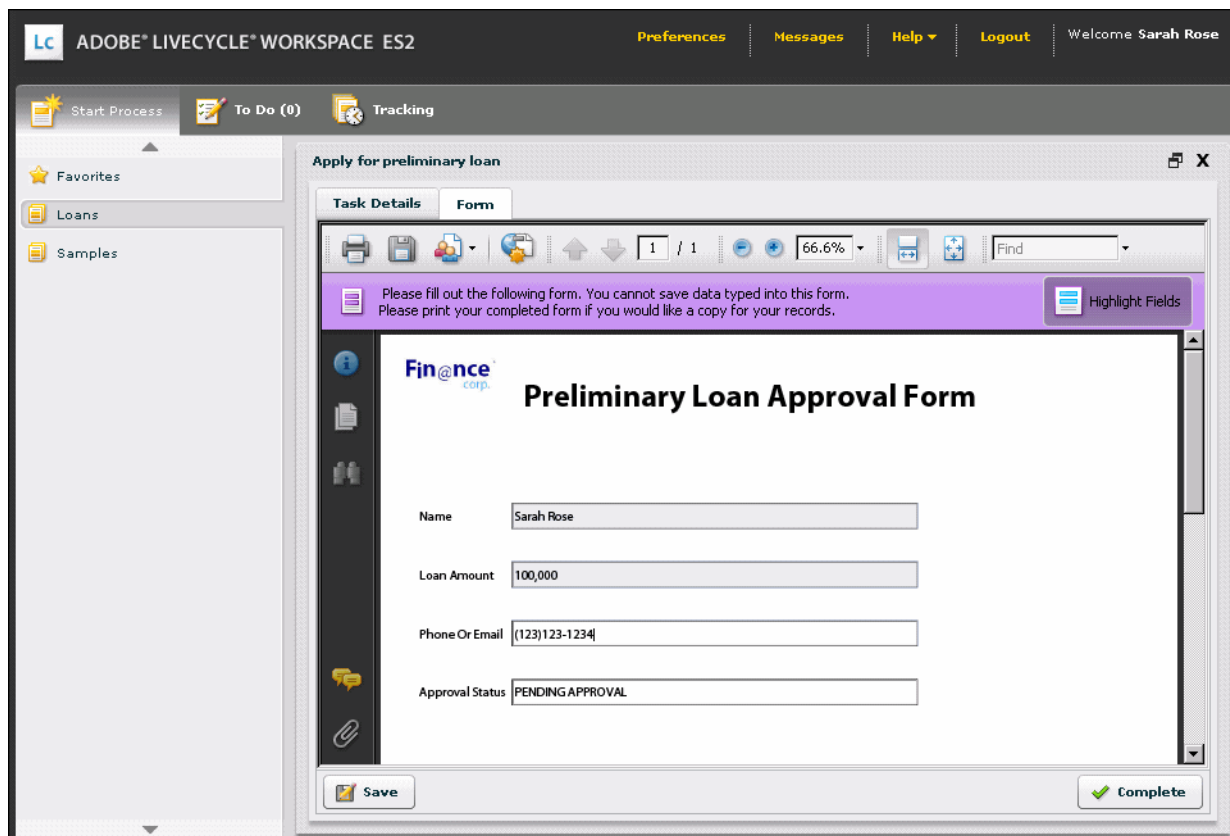 Lc ADOBE® LIVECYCLE® WORKSPACE ES2
Preferences
Messages
Help
Logout
Welcome Sarah Rose
Start Process
To Do (0)
Tracking
Favorites
Loans
Samples
Apply for preliminary loan
X
Task Details
Form
1 / 1
66.6%
Find
Please fill out the following form. You cannot save data typed into this form.
Please print your completed form if you would like a copy for your records.
Highlight Fields
Fin@nce
corp.
Preliminary Loan Approval Form
Name Sarah Rose
Loan Amount 100,000
Phone Or Email (123)123-1234
Approval Status PENDING APPROVAL
Save
Complete